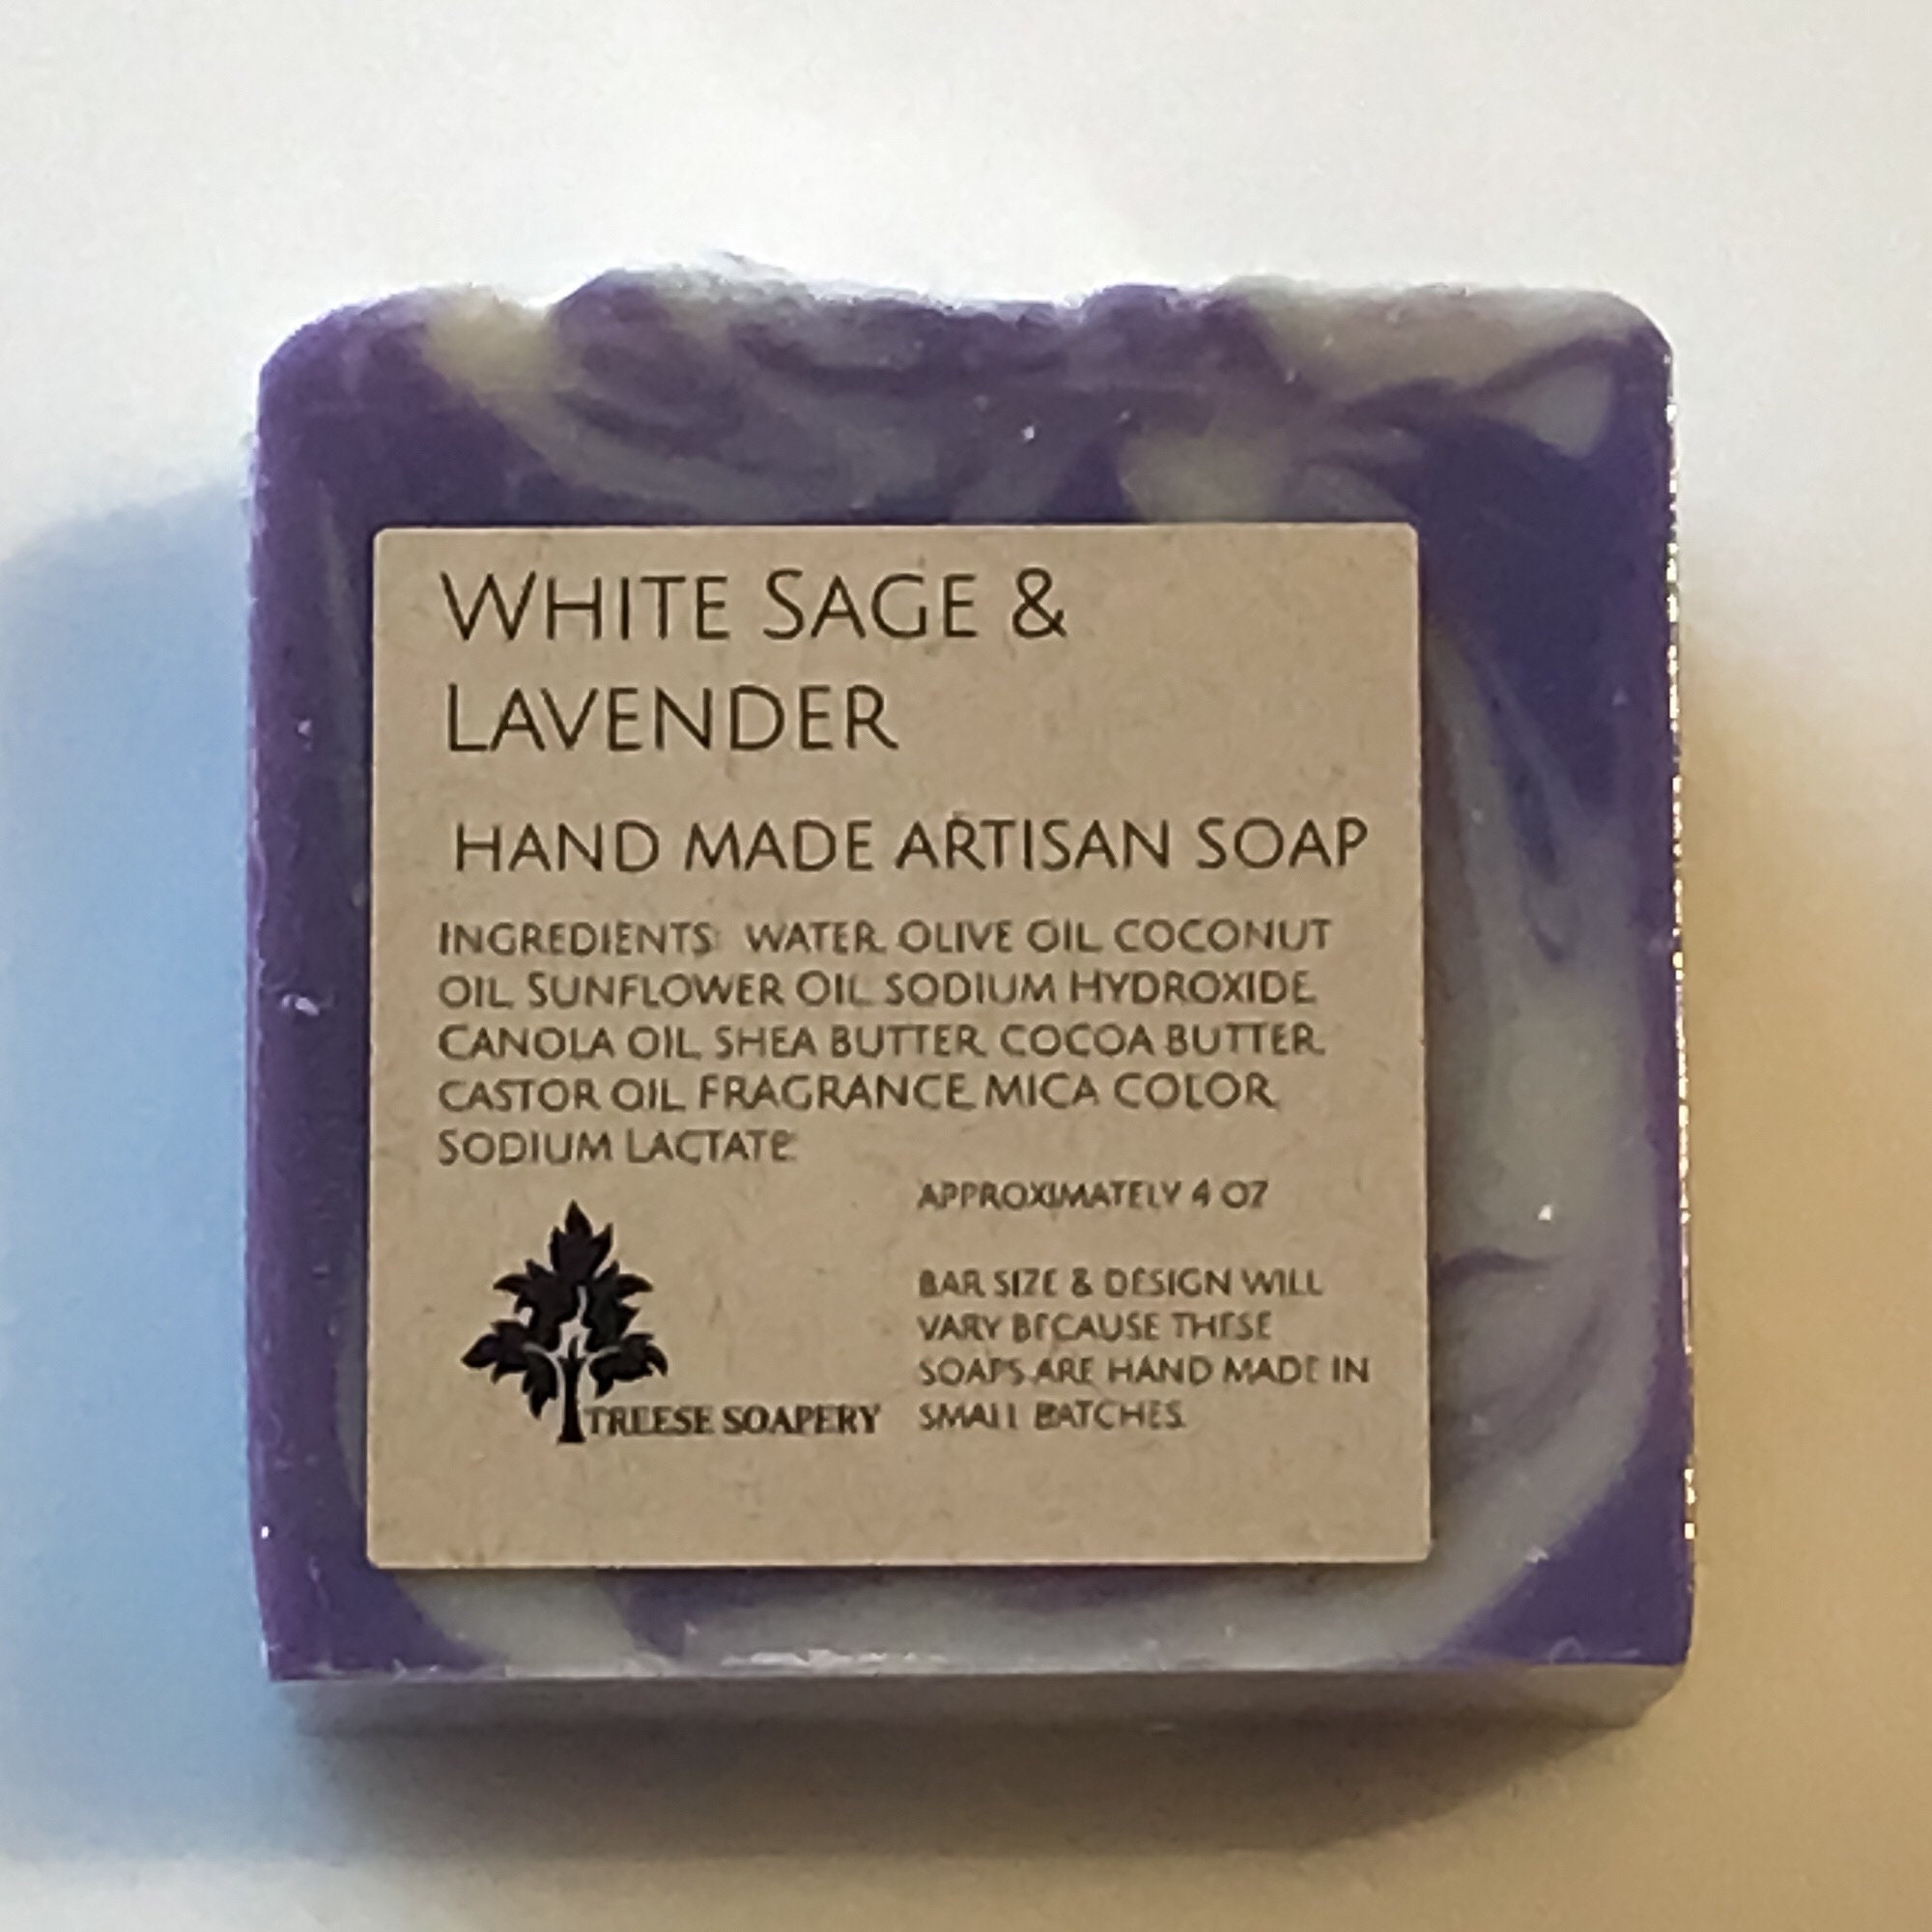 WHITE SAGE &
LAVENDER
HAND MADE ARTISAN SOAP
INGREDIENTS: WATER, OLIVE OIL, COCONUT
OIL, SUNFLOWER OIL, SODIUM HYDROXIDE,
CANOLA OIL, SHEA BUTTER, COCOA BUTTER,
CASTOR OIL, FRAGRANCE, MICA COLOR,
SODIUM LACTATE.
APPROXIMATELY 4 OZ
BAR SIZE & DESIGN WILL
VARY BECAUSE THESE
SOAPS ARE HAND MADE IN
SMALL BATCHES.
TREESE SOAPERY